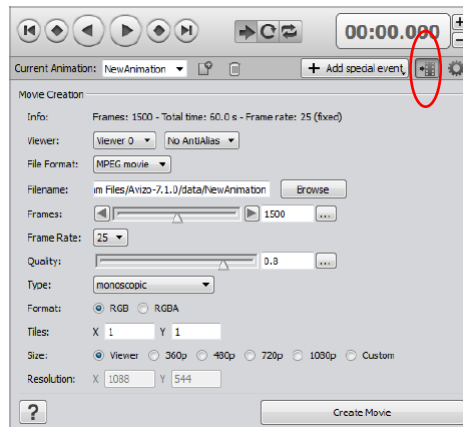 00:00.000
Current Animation: NewAnimation + Add special event
Movie Creation
Info: Frames: 1500 - Total time: 60.0 s - Frame rate: 25 (fixed)
Viewer: Viewer 0 No AntiAlias
File Format: MPEG movie
Filename: m Files/Avizo-7.1.0/data/NewAnimation Browse
Frames: 1500 ...
Frame Rate: 25
Quality: 0.8 ...
Type: monoscopic
Format: RGB RGBA
Tiles: X 1 Y 1
Size: Viewer 360p 480p 720p 1080p Custom
Resolution: X 1088 Y 544
? Create Movie